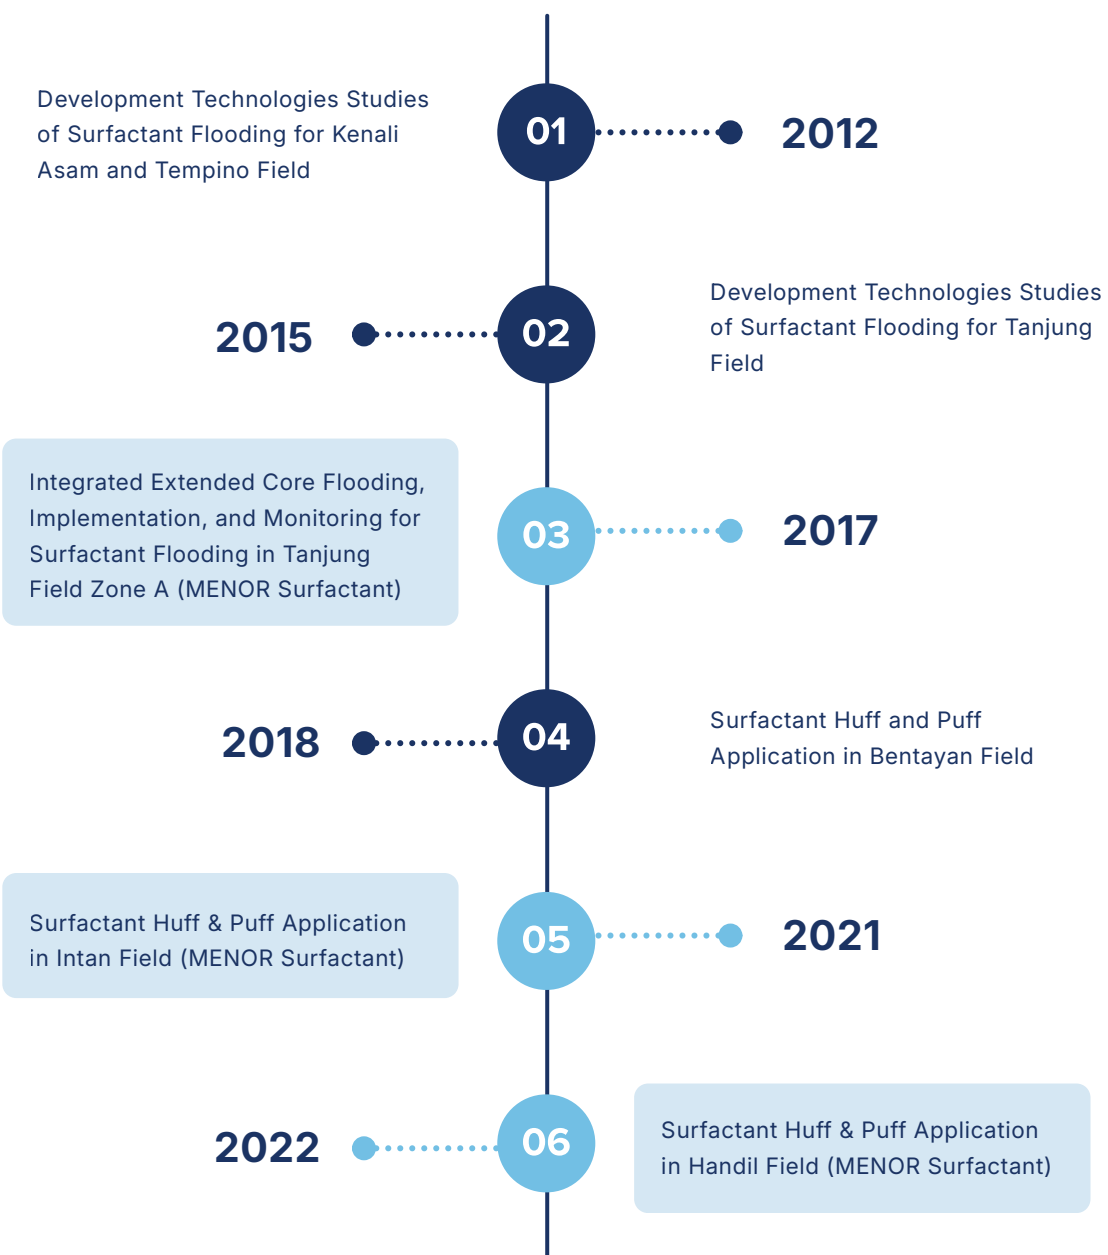 Development Technologies Studies
of Surfactant Flooding for Kenali
Asam and Tempino Field
01
2012
2015
02
Development Technologies Studies
of Surfactant Flooding for Tanjung
Field
Integrated Extended Core Flooding,
Implementation, and Monitoring for
Surfactant Flooding in Tanjung
Field Zone A (MENOR Surfactant)
03
2017
2018
04
Surfactant Huff and Puff
Application in Bentayan Field
Surfactant Huff & Puff Application
in Intan Field (MENOR Surfactant)
05
2021
2022
06
Surfactant Huff & Puff Application
in Handil Field (MENOR Surfactant)